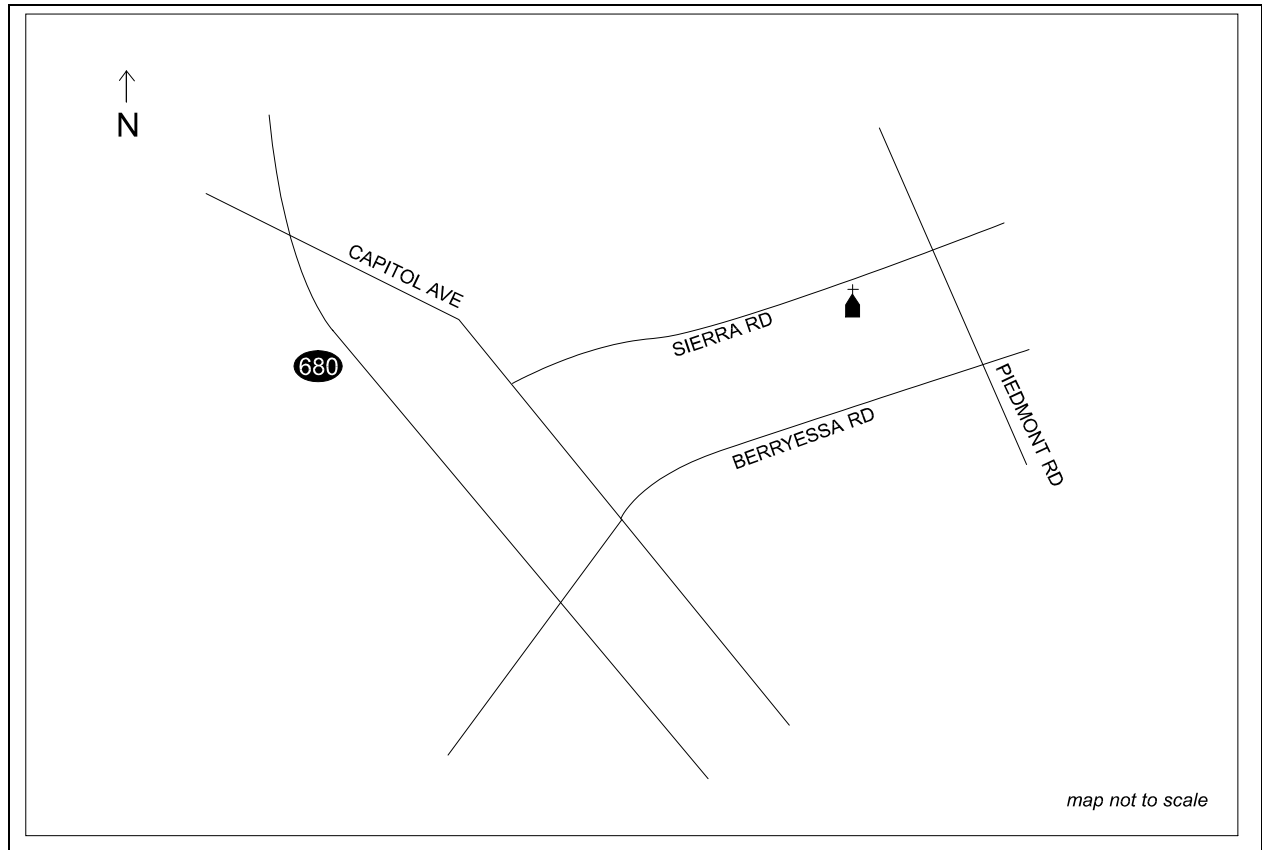 N
CAPITOL AVE
SIERRA RD
680
PIEDMONT RD
BERRYESSA RD
map not to scale